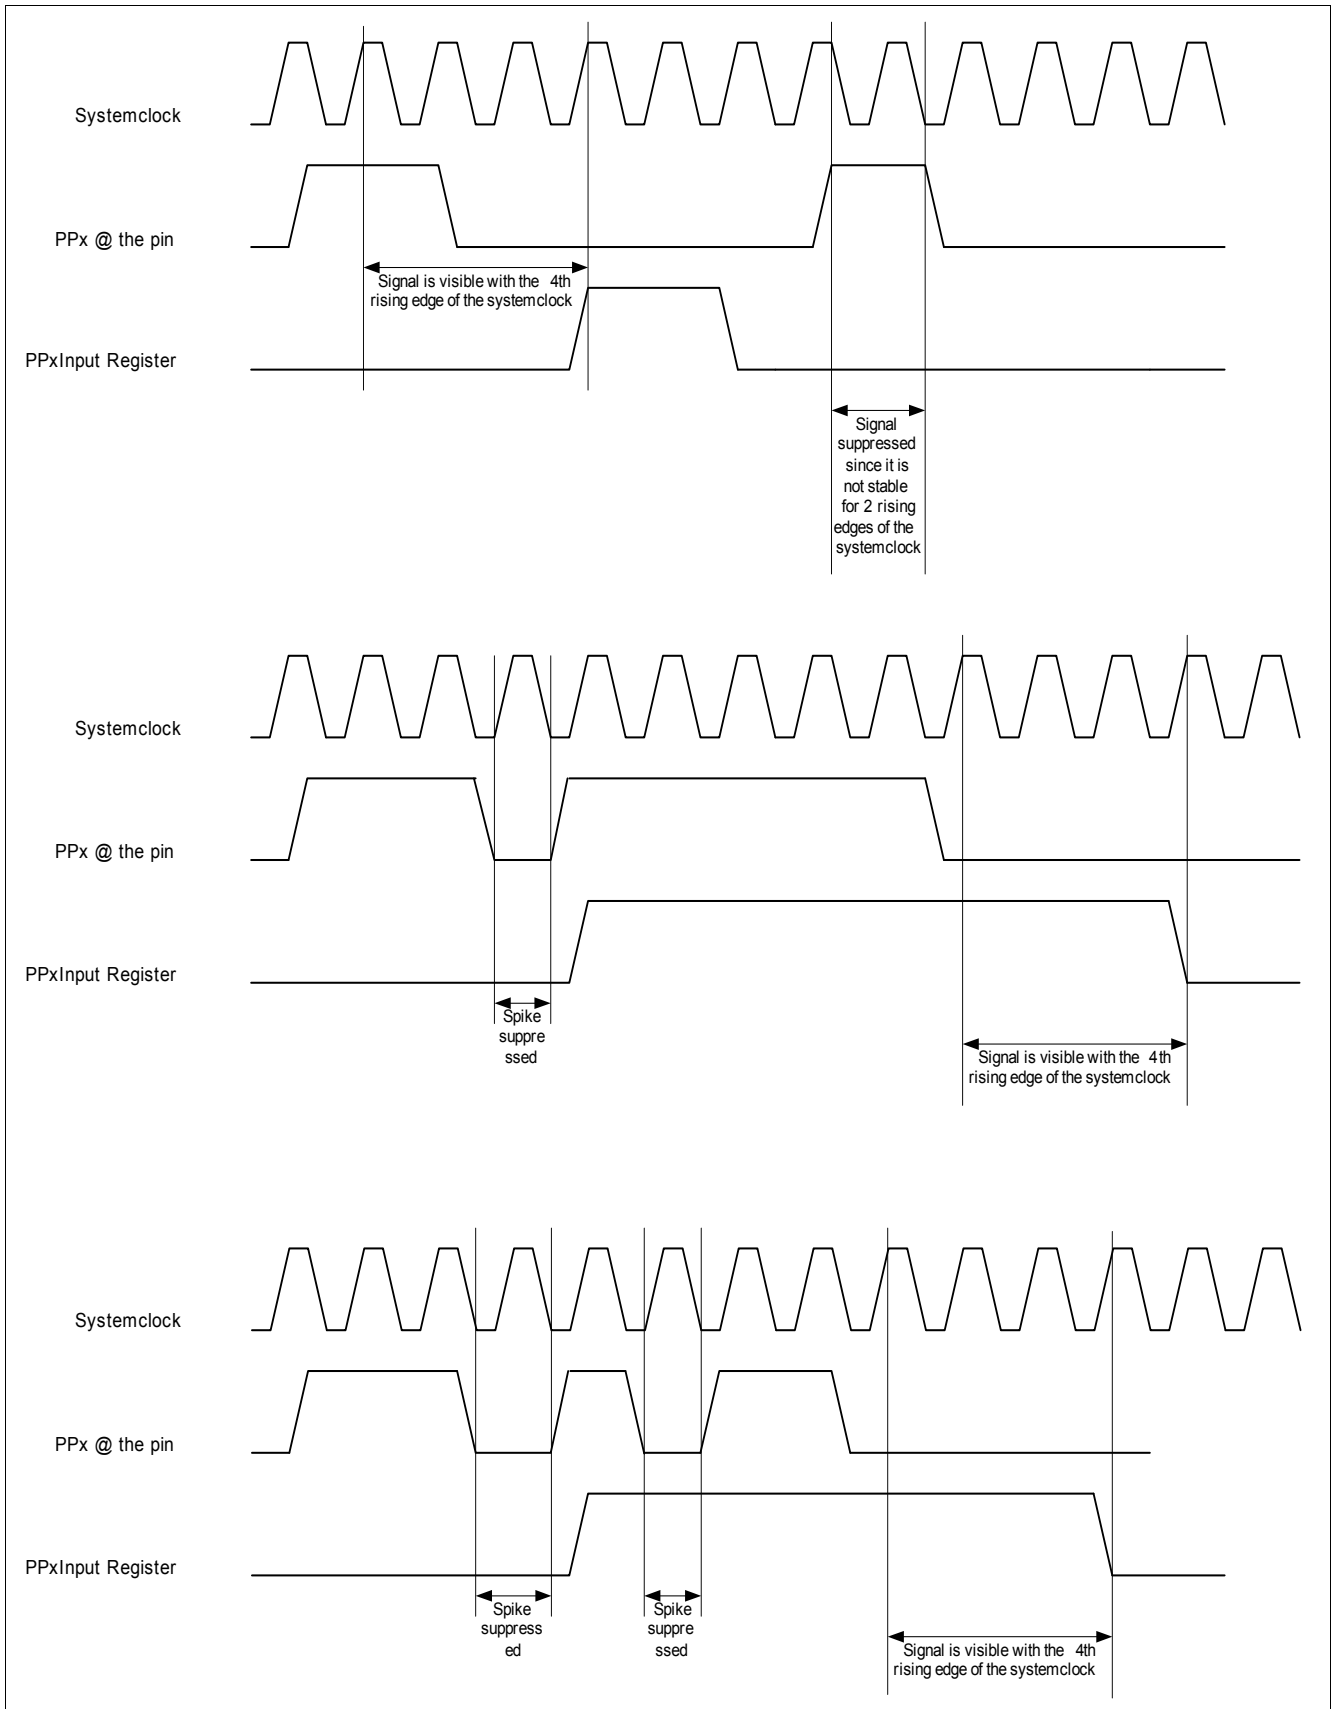 Systemclock
PPx @ the pin
Signal is visible with the 4th
rising edge of the systemclock
PPxInput Register
Signal
suppressed
since it is
not stable
for 2 rising
edges of the
systemclock
Systemclock
PPx @ the pin
PPxInput Register
Spike
suppre
ssed
Signal is visible with the 4th
rising edge of the systemclock
Systemclock
PPx @ the pin
PPxInput Register
Spike
suppress
ed
Spike
suppre
ssed
Signal is visible with the 4th
rising edge of the systemclock